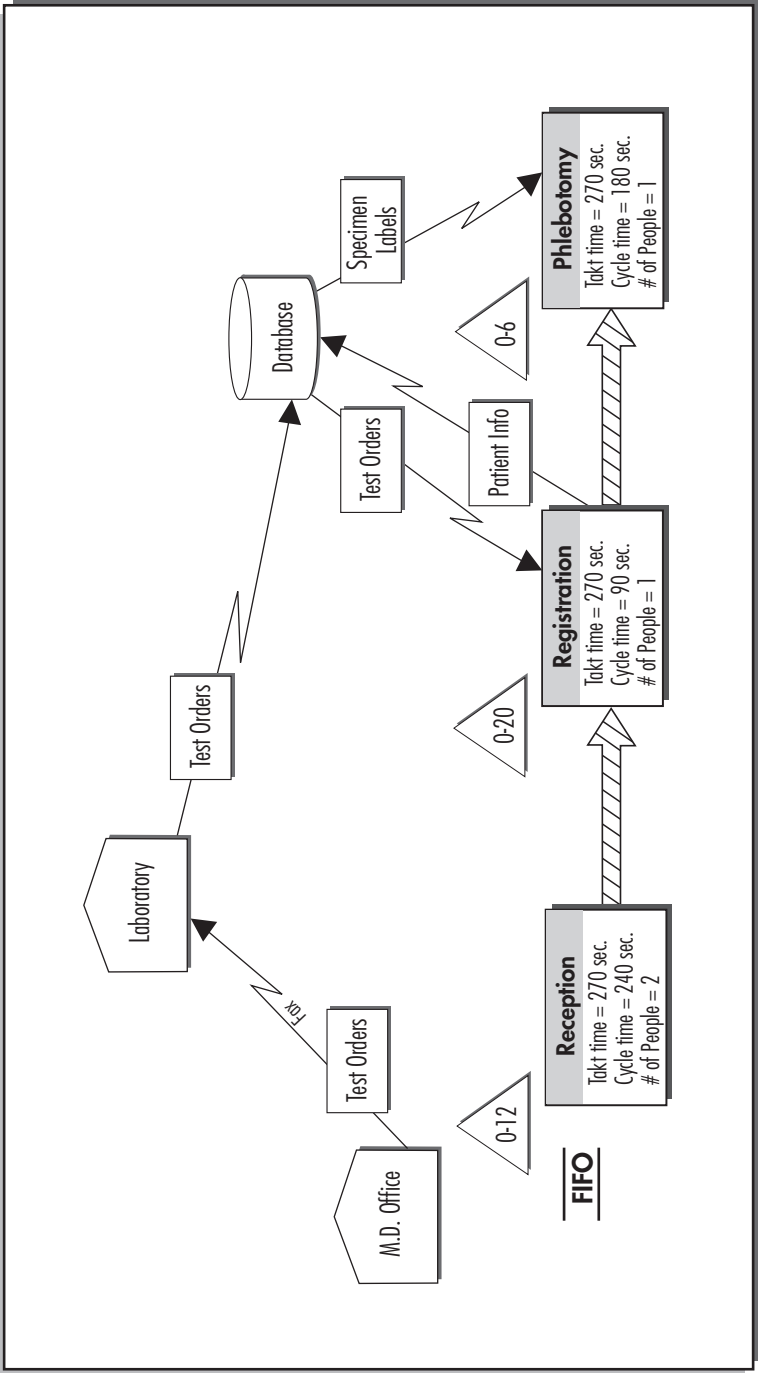 Laboratory
Test Orders
Database
M.D. Office
Test Orders
Fax
Test Orders
Specimen
Labels
Patient Info
0-12
0-20
0-6
FIFO
Reception
Takt time = 270 sec.
Cycle time = 240 sec.
# of People = 2
Registration
Takt time = 270 sec.
Cycle time = 90 sec.
# of People = 1
Phlebotomy
Takt time = 270 sec.
Cycle time = 180 sec.
# of People = 1